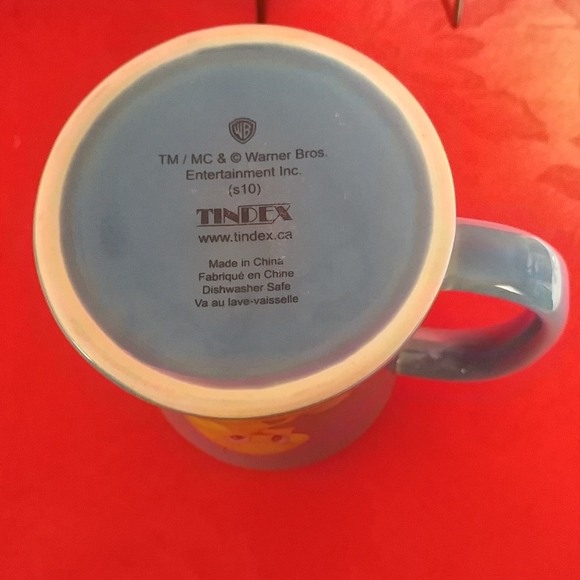 WB
TM / MC & © Warner Bros.
Entertainment Inc.
(s10)
TINDEX
www.tindex.ca
Made in China
Fabriqué en Chine
Dishwasher Safe
Va au lave-vaisselle